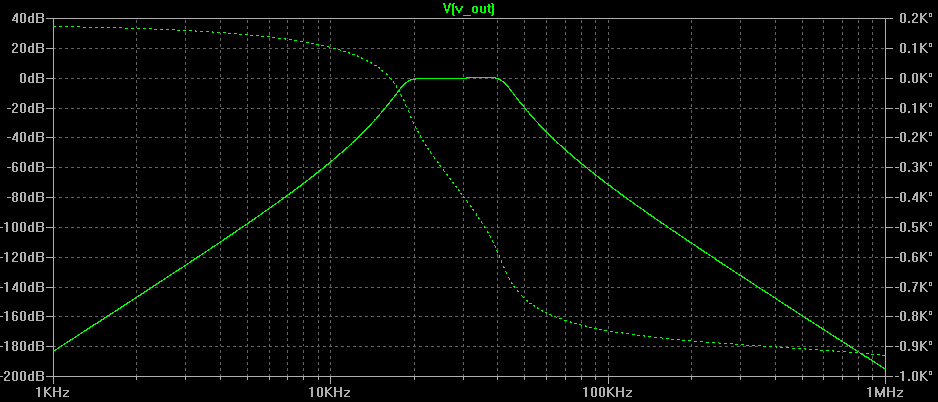 V(v_out)
40dB 0.2K°
20dB 0.1K°
0dB 0.0K°
-20dB -0.1K°
-40dB -0.2K°
-60dB -0.3K°
-80dB -0.4K°
-100dB -0.5K°
-120dB -0.6K°
-140dB -0.7K°
-160dB -0.8K°
-180dB -0.9K°
-200dB -1.0K°
1KHz 10KHz 100KHz 1MHz